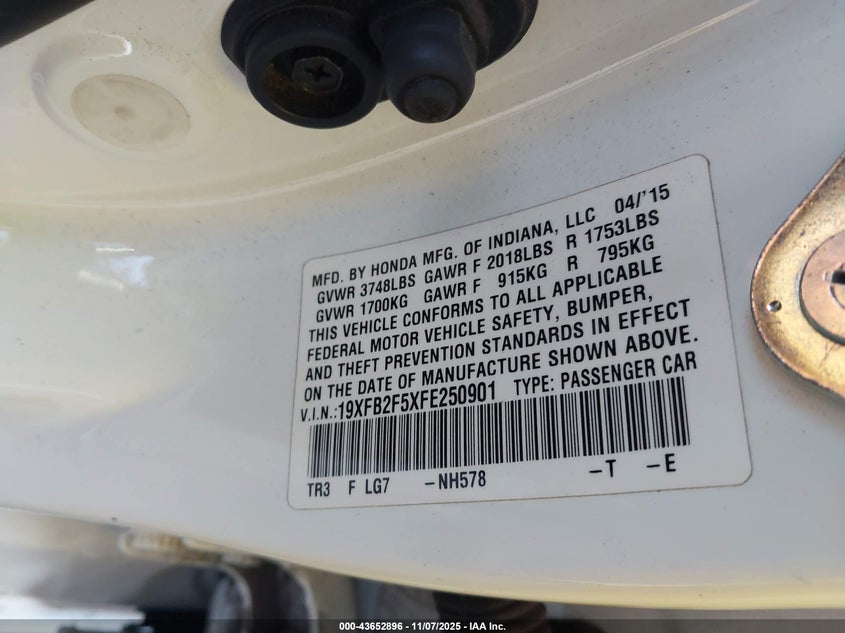 MFD. BY HONDA MFG. OF INDIANA, LLC 04/'15
GVWR 3748LBS GAWR F 2018LBS R 1753LBS
GVWR 1700KG GAWR F 915KG R 795KG
THIS VEHICLE CONFORMS TO ALL APPLICABLE
FEDERAL MOTOR VEHICLE SAFETY, BUMPER,
AND THEFT PREVENTION STANDARDS IN EFFECT
ON THE DATE OF MANUFACTURE SHOWN ABOVE.
V.I.N.:19XFB2F5XFE250901 TYPE: PASSENGER CAR
TR3 F LG7 –NH578 –T –E
000-43652896 - 11/07/2025 - IAA Inc.